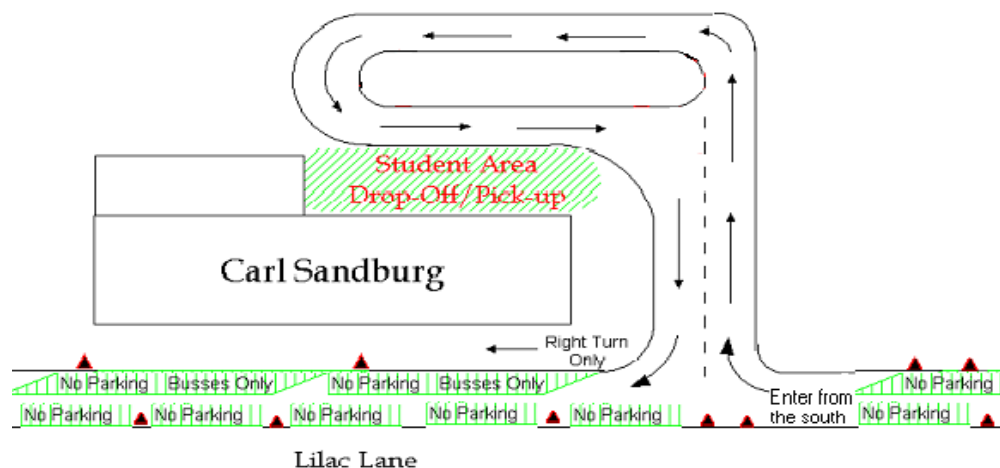 Student Area
Drop-Off/Pick-up
Carl Sandburg
Right Turn
Only
No Parking Busses Only No Parking Busses Only No Parking
Enter from
the south
No Parking No Parking No Parking No Parking No Parking No Parking
Lilac Lane